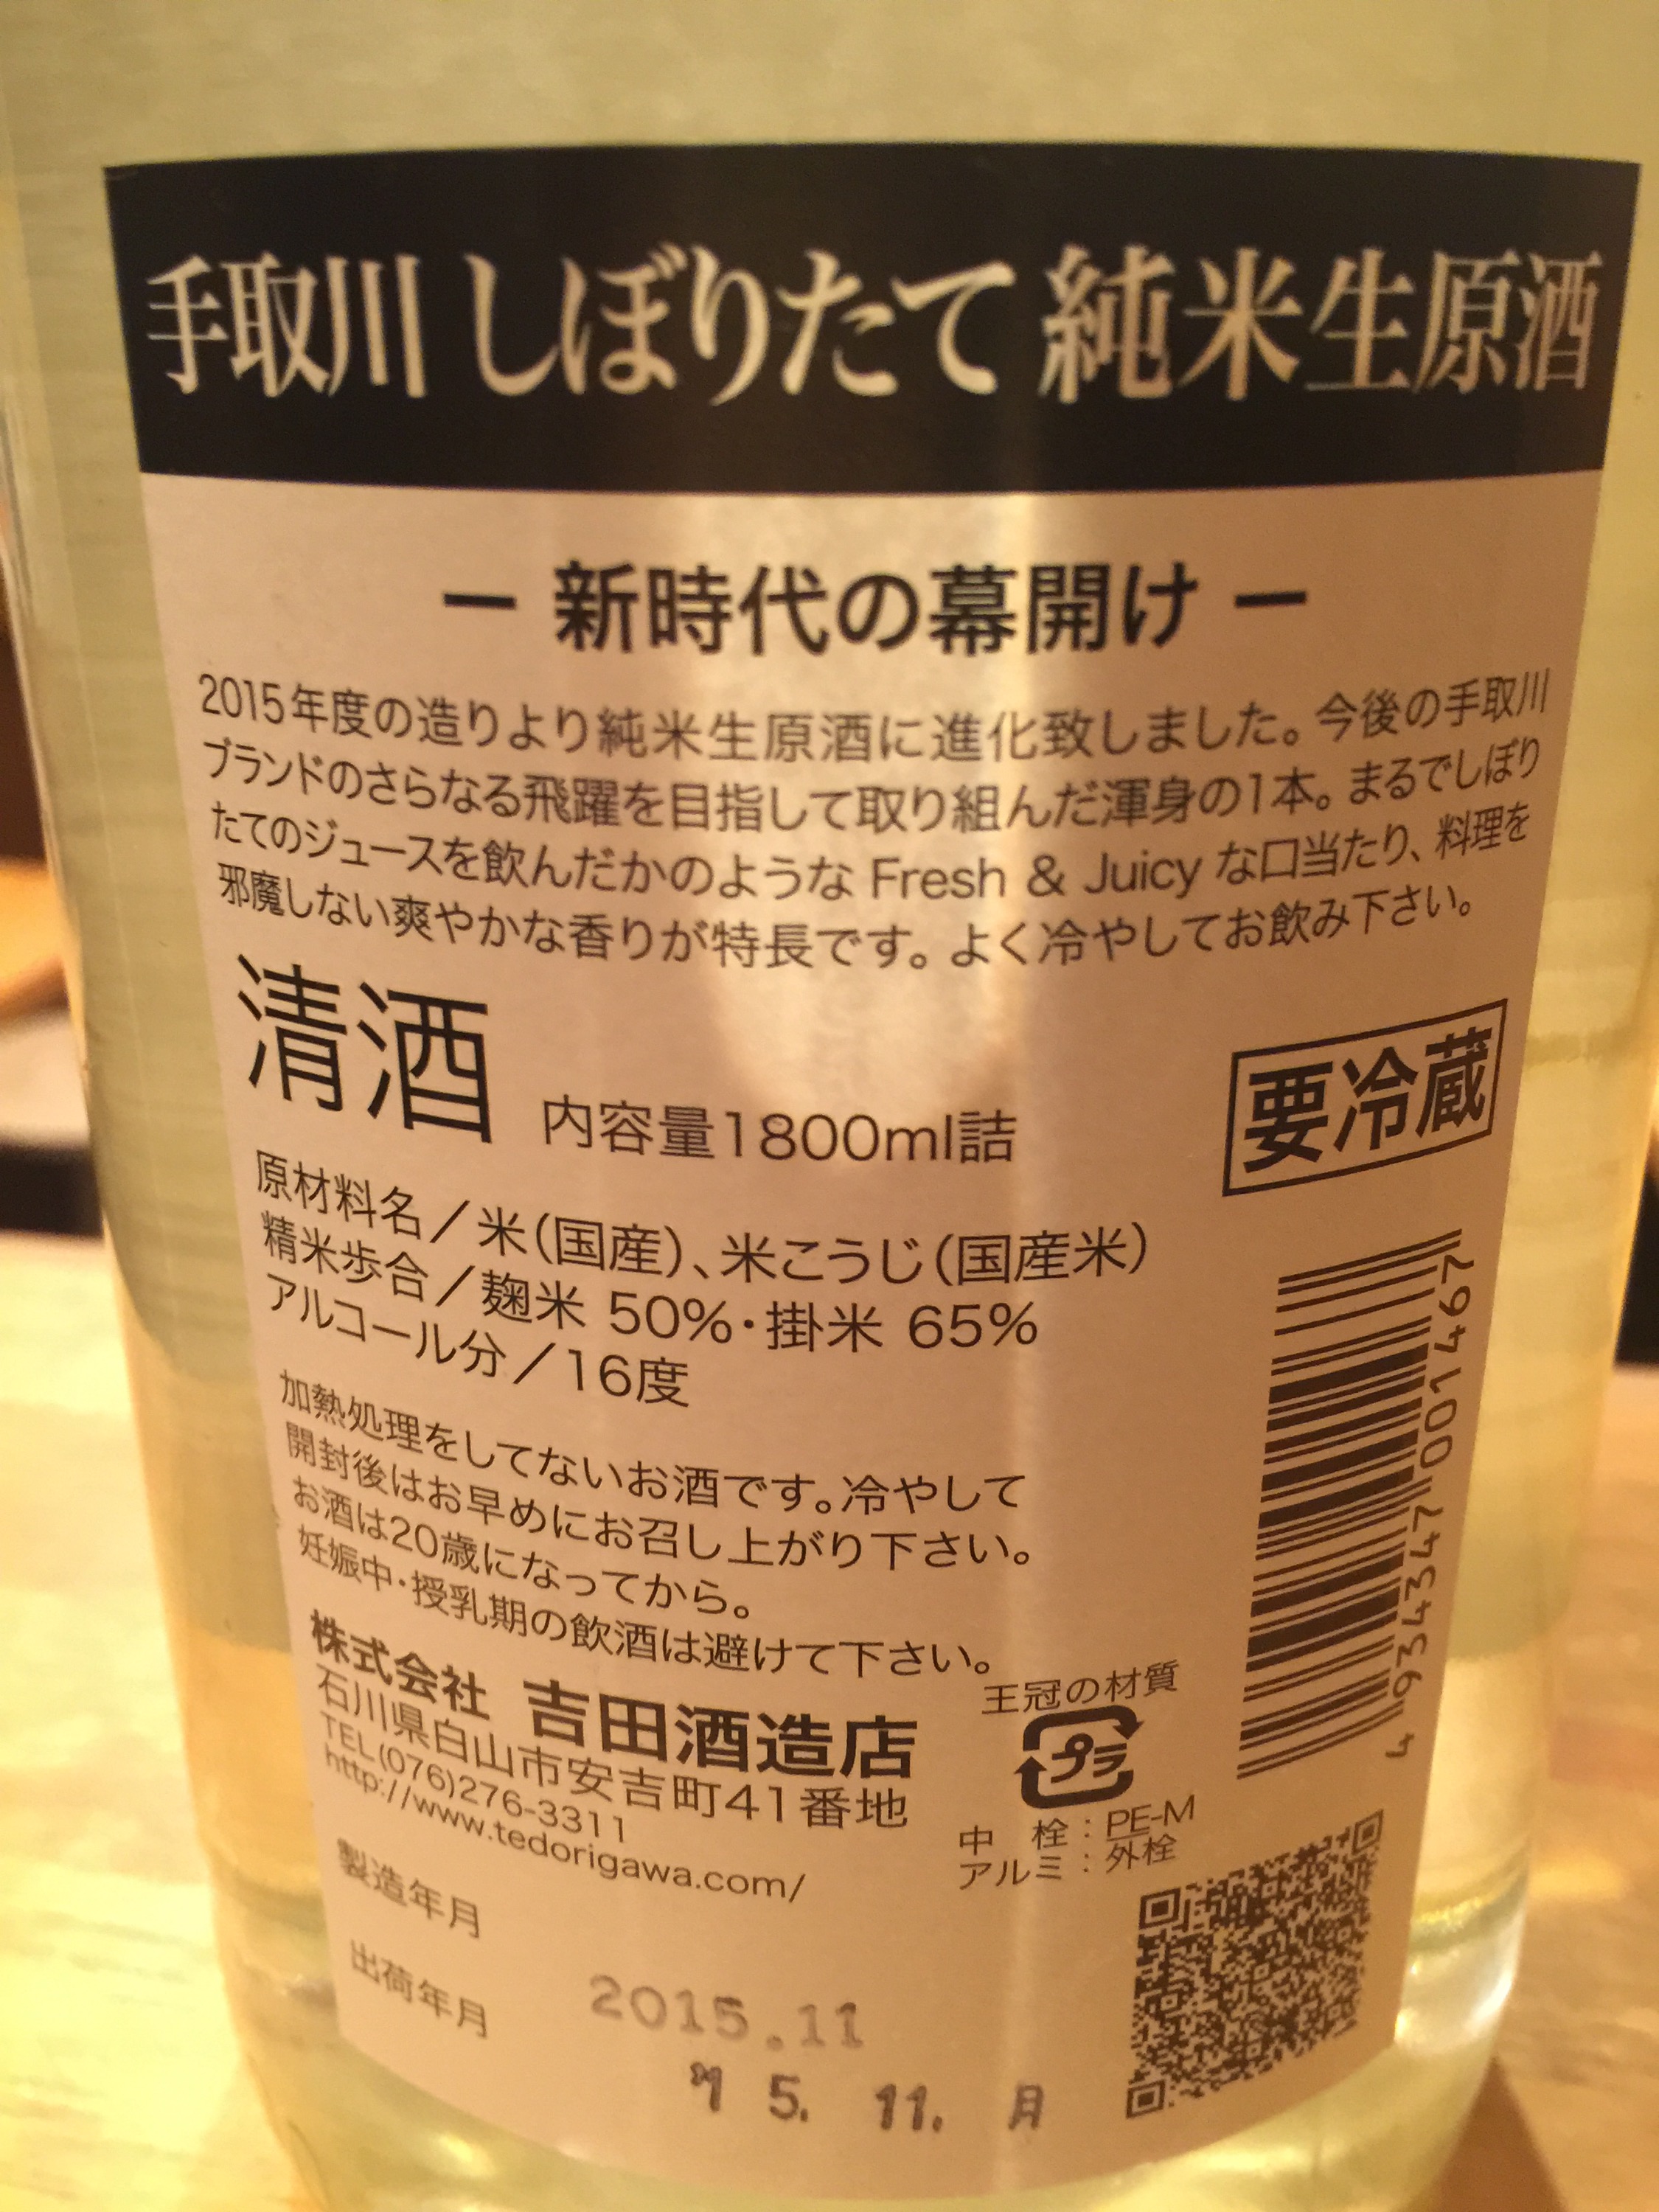 手取川 しぼりたて 純米生原酒
ー 新時代の幕開け ー
2015年度の造りより純米生原酒に進化致しました。今後の手取川
ブランドのさらなる飛躍を目指して取り組んだ渾身の1本。まるでしぼり
たてのジュースを飲んだかのような Fresh & Juicy な口当たり、料理を
邪魔しない爽やかな香りが特長です。よく冷やしてお飲み下さい。
清酒 内容量1800ml詰
要冷蔵
原材料名／米（国産）、米こうじ（国産米）
精米歩合／麹米 50%・掛米 65%
アルコール分／16度
加熱処理をしてないお酒です。冷やして
開封後はお早めにお召し上がり下さい。
お酒は20歳になってから。
妊娠中・授乳期の飲酒は避けて下さい。
株式会社 吉田酒造店
石川県白山市安吉町41番地
TEL(076)276-3311
http://www.tedorigawa.com/
王冠の材質
プラ
中 栓：PE-M
アルミ：外栓
4 934347 001467
製造年月
2015.11
出荷年月
5. 11. 月